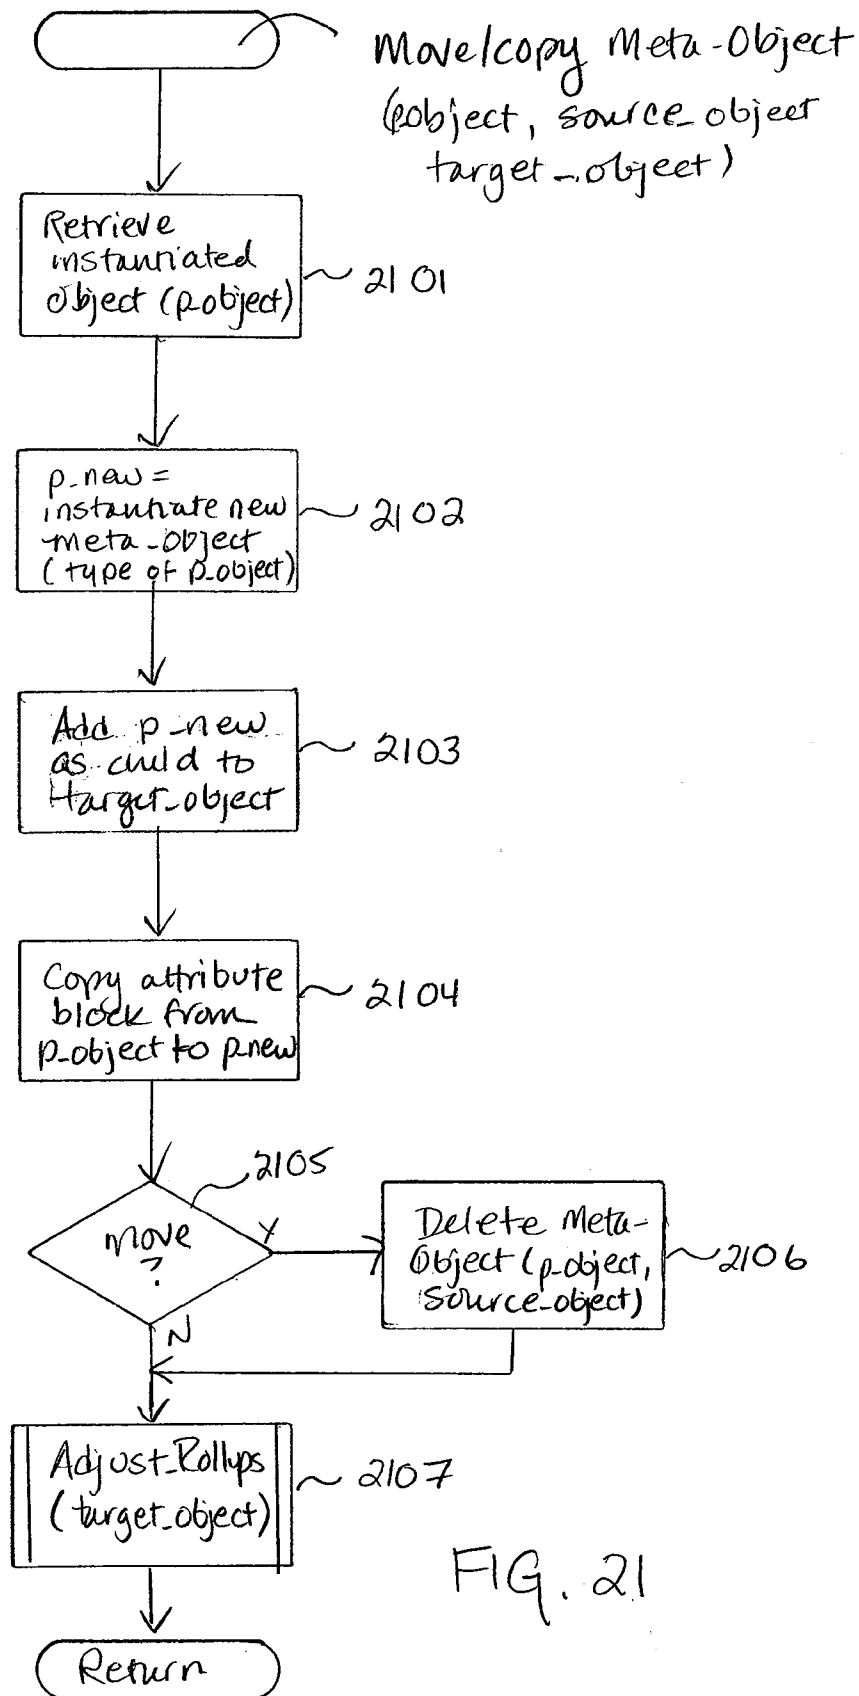 Move/copy Meta-Object
(pobject, source_object
target_object)
Retrieve
instantiated
object (p_object)
2101
p_new =
instantiate new
meta_object
(type of p_object)
2102
Add p_new
as child to
target_object
2103
Copy attribute
block from
p_object to p_new
2104
2105
move
?
Y
N
Delete Meta-
Object (p_object,
source_object)
2106
Adjust_Rollups
(target_object)
2107
FIG. 21
Return